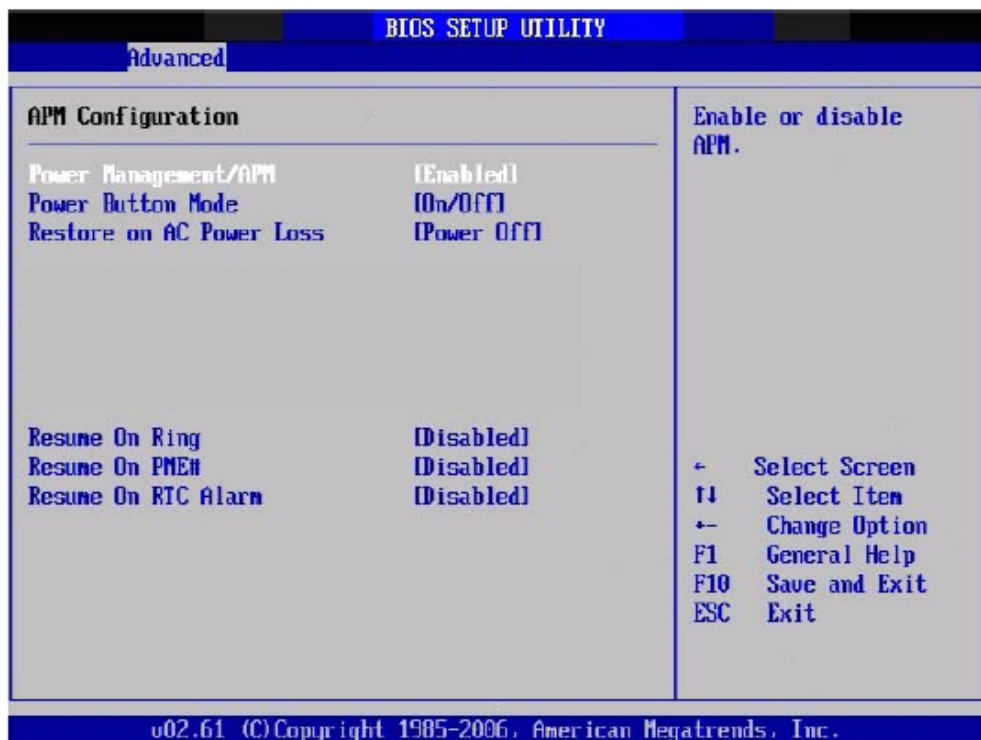 BIOS SETUP UTILITY
Advanced
APM Configuration
Power Management/APM [Enabled]
Power Button Mode [On/Off]
Restore on AC Power Loss [Power Off]
Resume On Ring [Disabled]
Resume On PME# [Disabled]
Resume On RTC Alarm [Disabled]
Enable or disable
APM.
← Select Screen
↑↓ Select Item
+- Change Option
F1 General Help
F10 Save and Exit
ESC Exit
v02.61 (C)Copyright 1985-2006, American Megatrends, Inc.